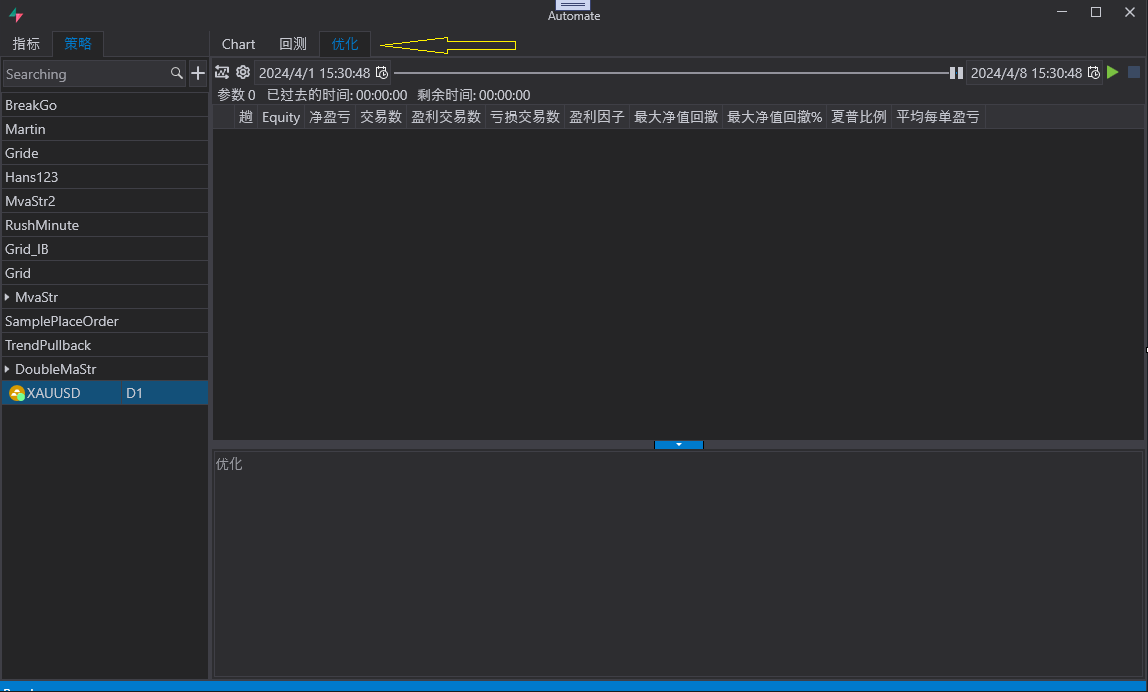 Automate
指标 策略
Chart 回测 优化
Searching
2024/4/1 15:30:48 2024/4/8 15:30:48
参数 0 已过去的时间: 00:00:00 剩余时间: 00:00:00
趟 Equity 净盈亏 交易数 盈利交易数 亏损交易数 盈利因子 最大净值回撤 最大净值回撤% 夏普比例 平均每单盈亏
BreakGo
Martin
Gride
Hans123
MvaStr2
RushMinute
Grid_IB
Grid
MvaStr
SamplePlaceOrder
TrendPullback
DoubleMaStr
XAUUSD D1
优化